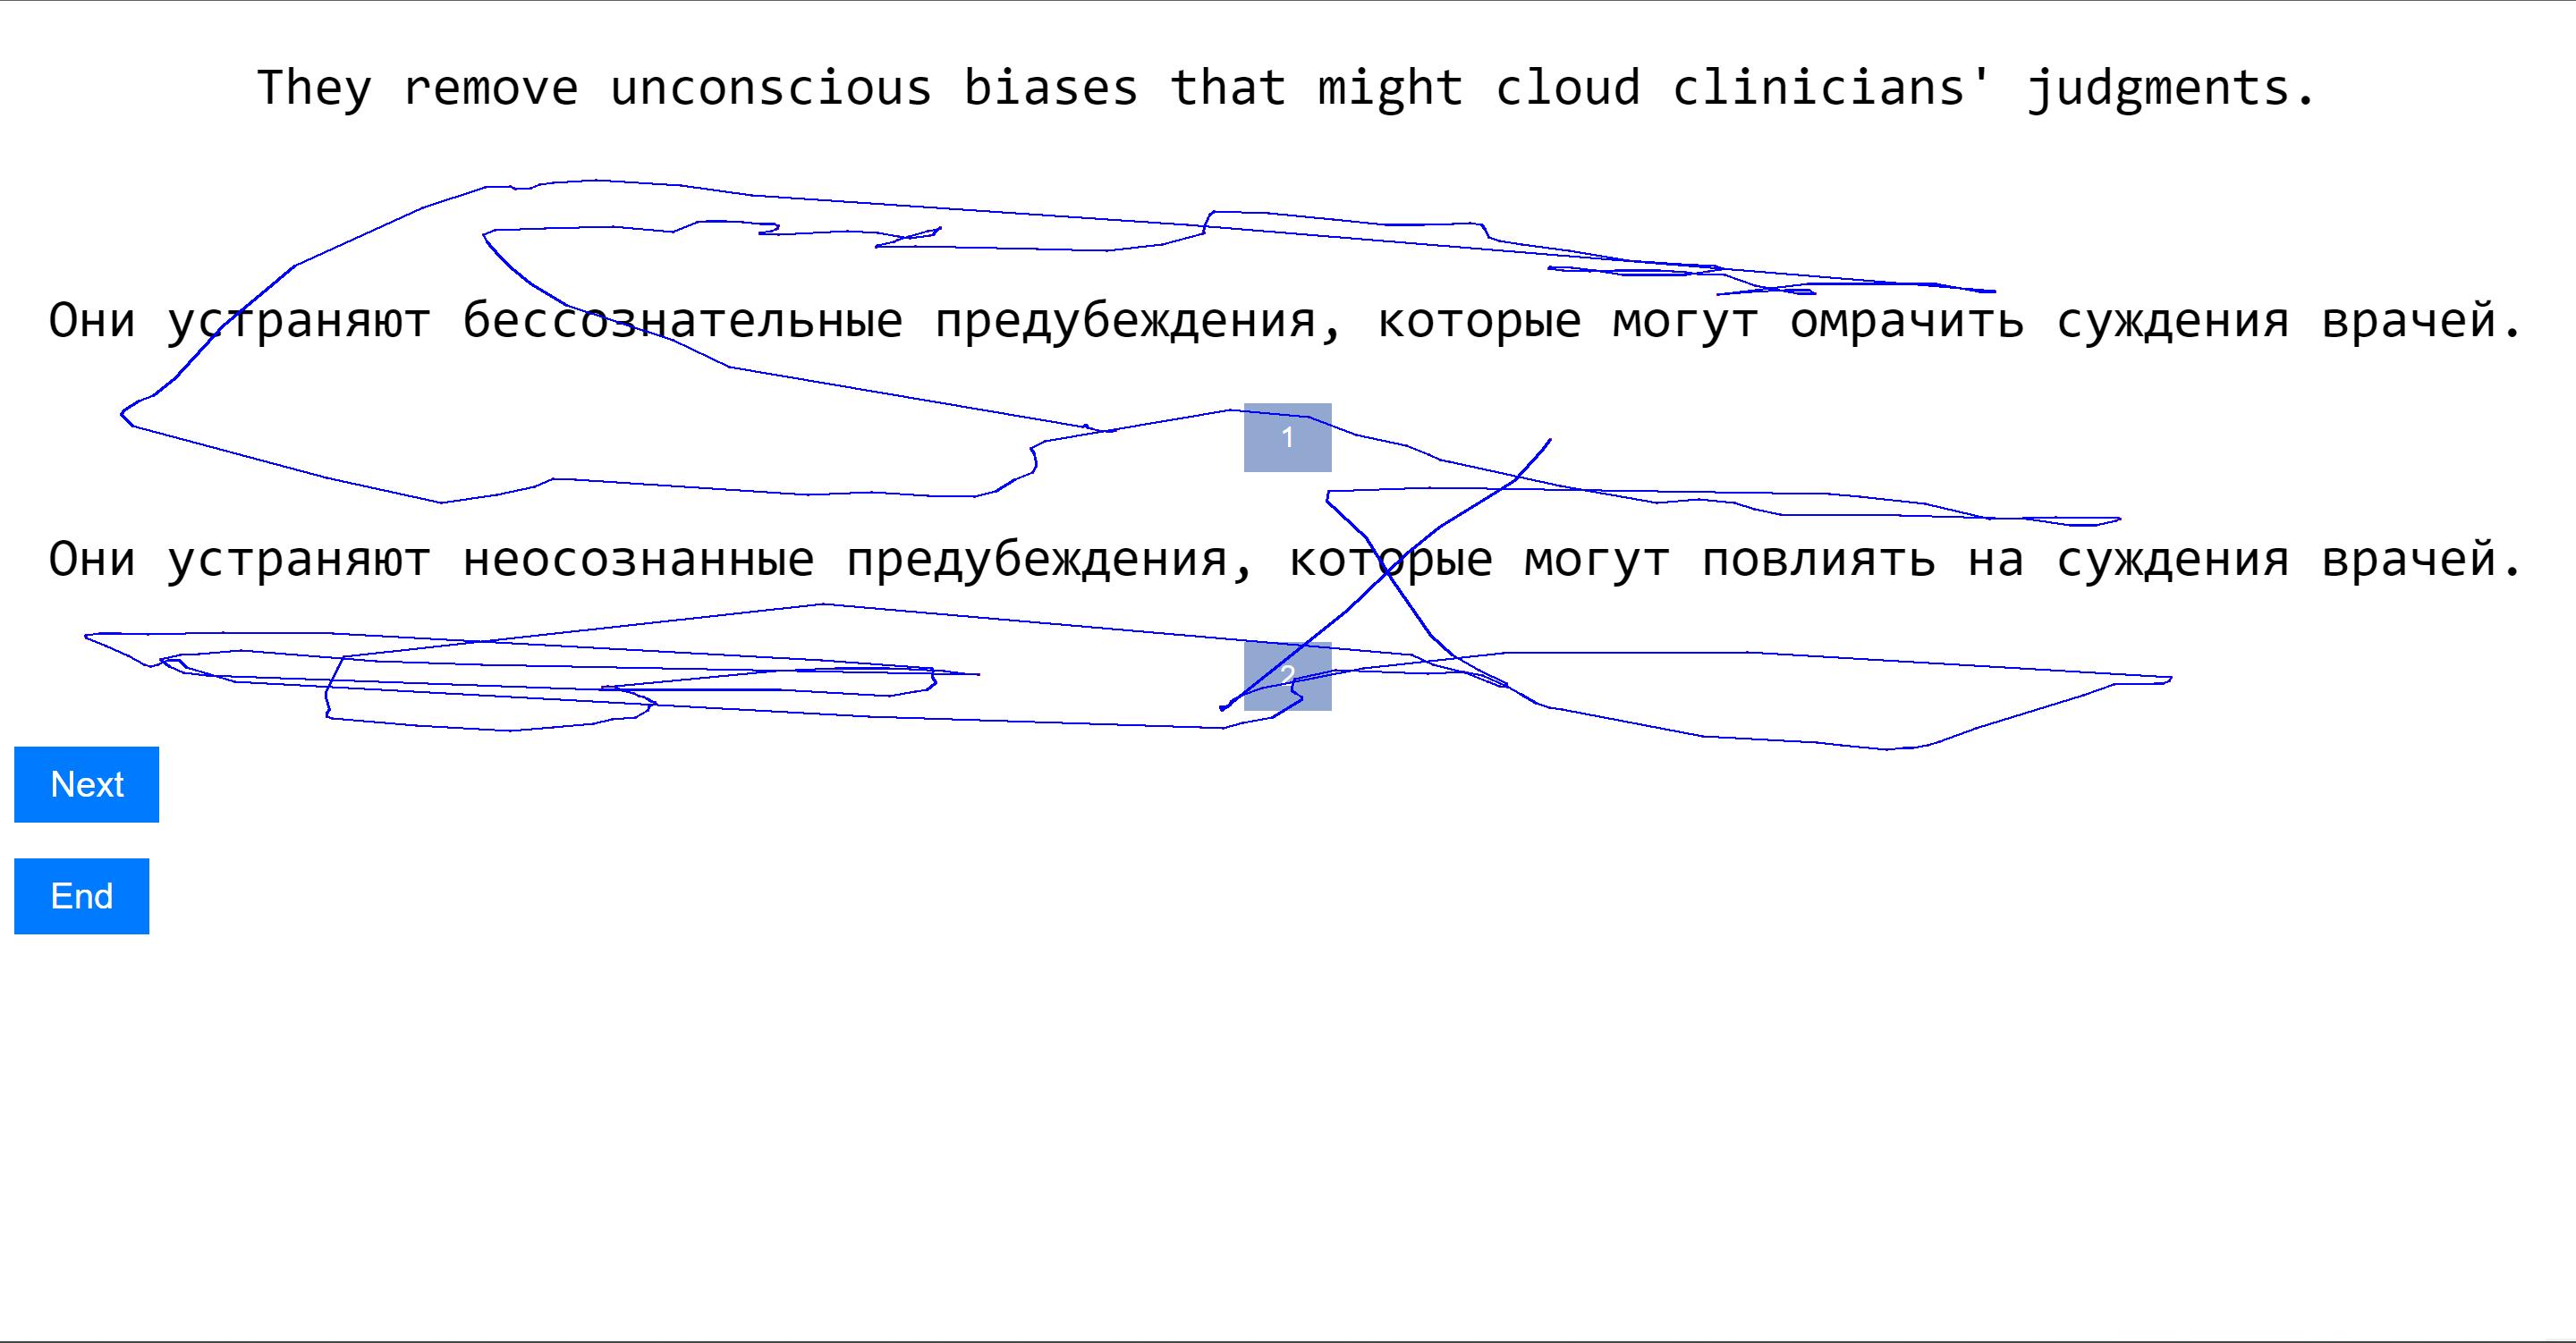 They remove unconscious biases that might cloud clinicians' judgments.
Они устраняют бессознательные предубеждения, которые могут омрачить суждения врачей.
1
Они устраняют неосознанные предубеждения, которые могут повлиять на суждения врачей.
2
Next
End